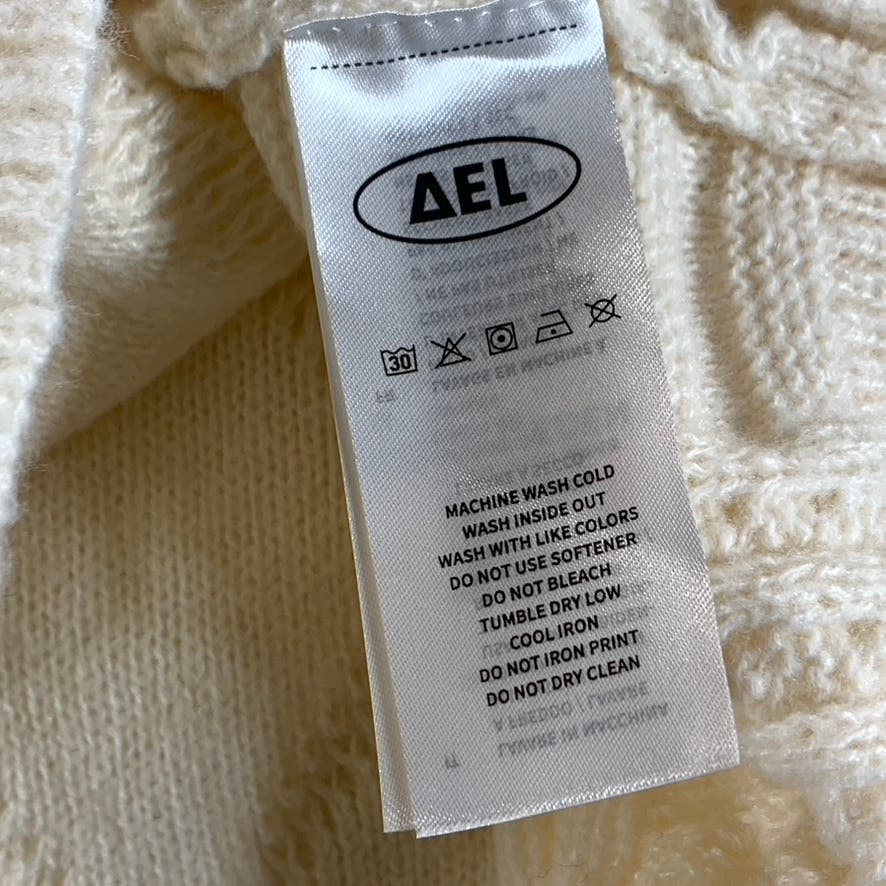 ΔEL
30
MACHINE WASH COLD
WASH INSIDE OUT
WASH WITH LIKE COLORS
DO NOT USE SOFTENER
DO NOT BLEACH
TUMBLE DRY LOW
COOL IRON
DO NOT IRON PRINT
DO NOT DRY CLEAN